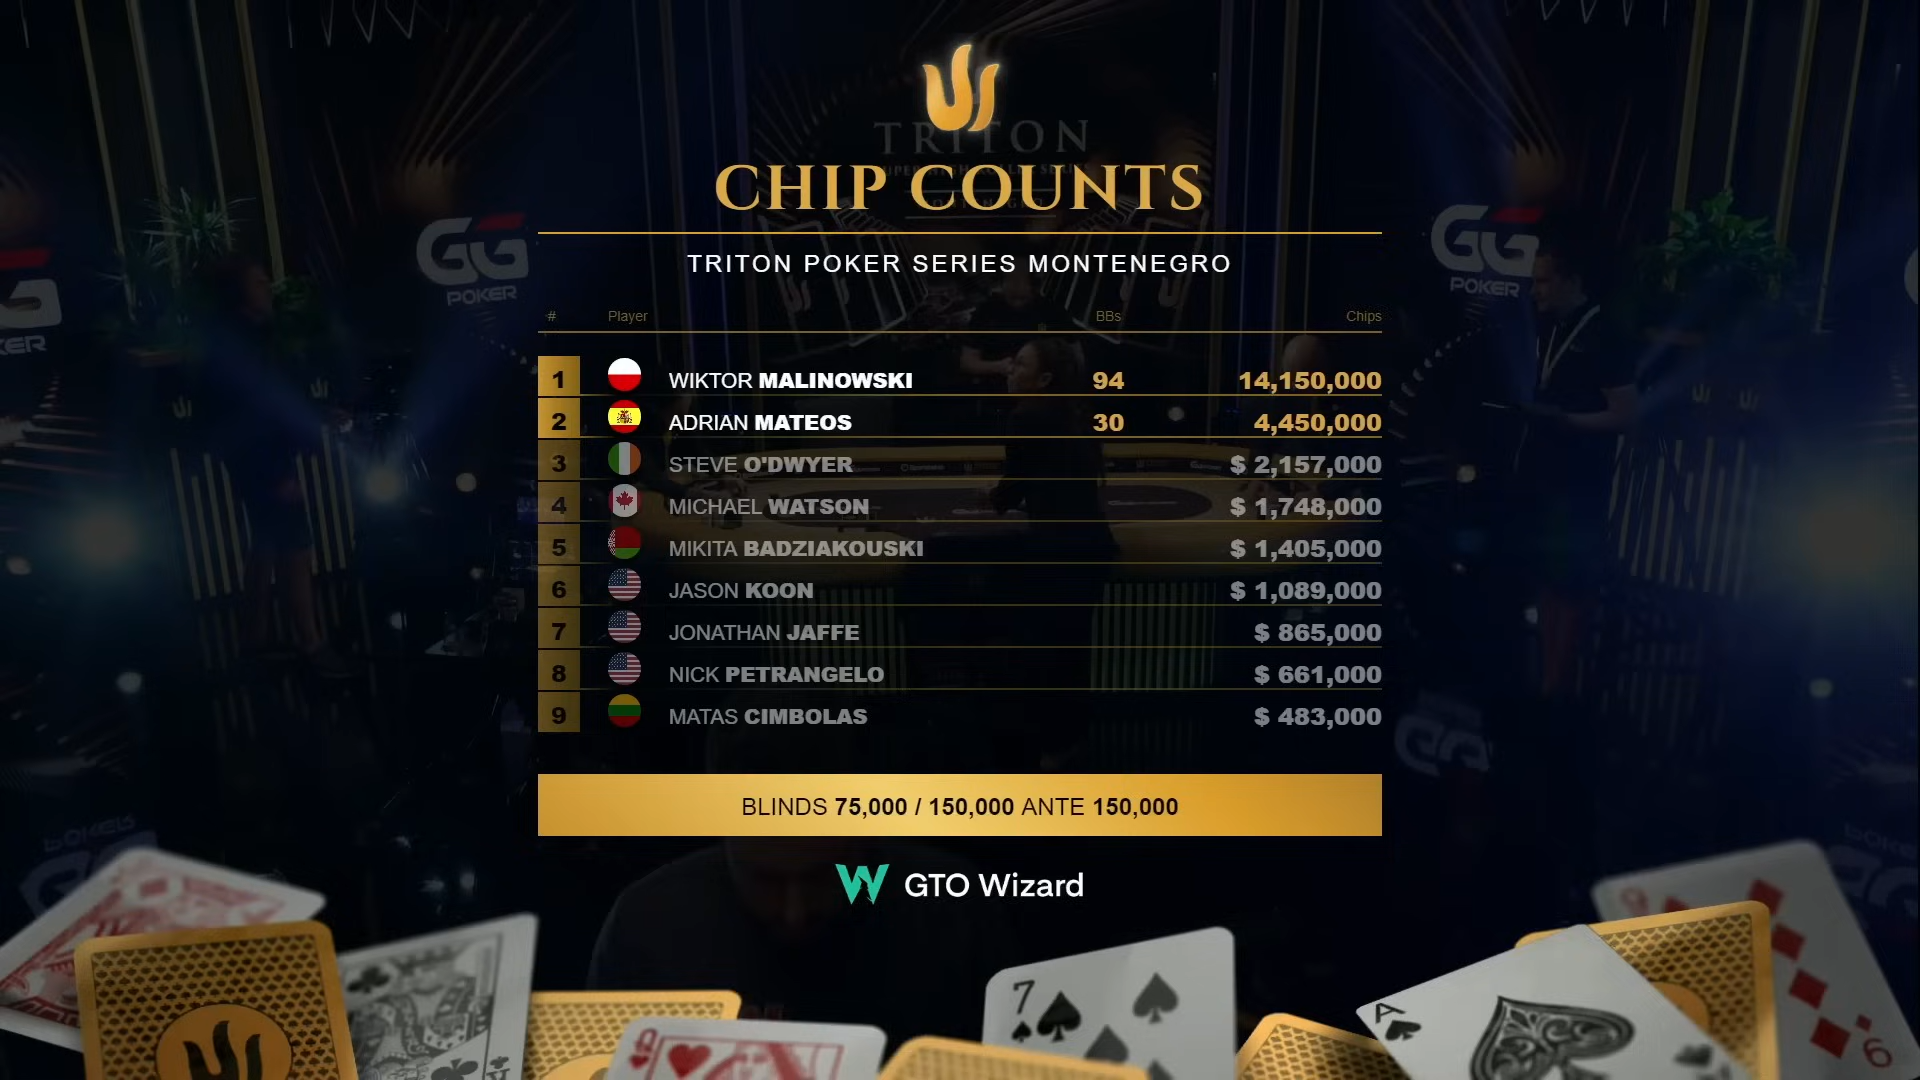 TRITON
CHIP COUNTS
TRITON POKER SERIES MONTENEGRO
# Player BBs Chips
1 WIKTOR MALINOWSKI 94 14,150,000
2 ADRIAN MATEOS 30 4,450,000
3 STEVE O'DWYER $ 2,157,000
4 MICHAEL WATSON $ 1,748,000
5 MIKITA BADZIAKOUSKI $ 1,405,000
6 JASON KOON $ 1,089,000
7 JONATHAN JAFFE $ 865,000
8 NICK PETRANGELO $ 661,000
9 MATAS CIMBOLAS $ 483,000
BLINDS 75,000 / 150,000 ANTE 150,000
GTO Wizard
GG
POKER
GG
POKER
7
A
9
9